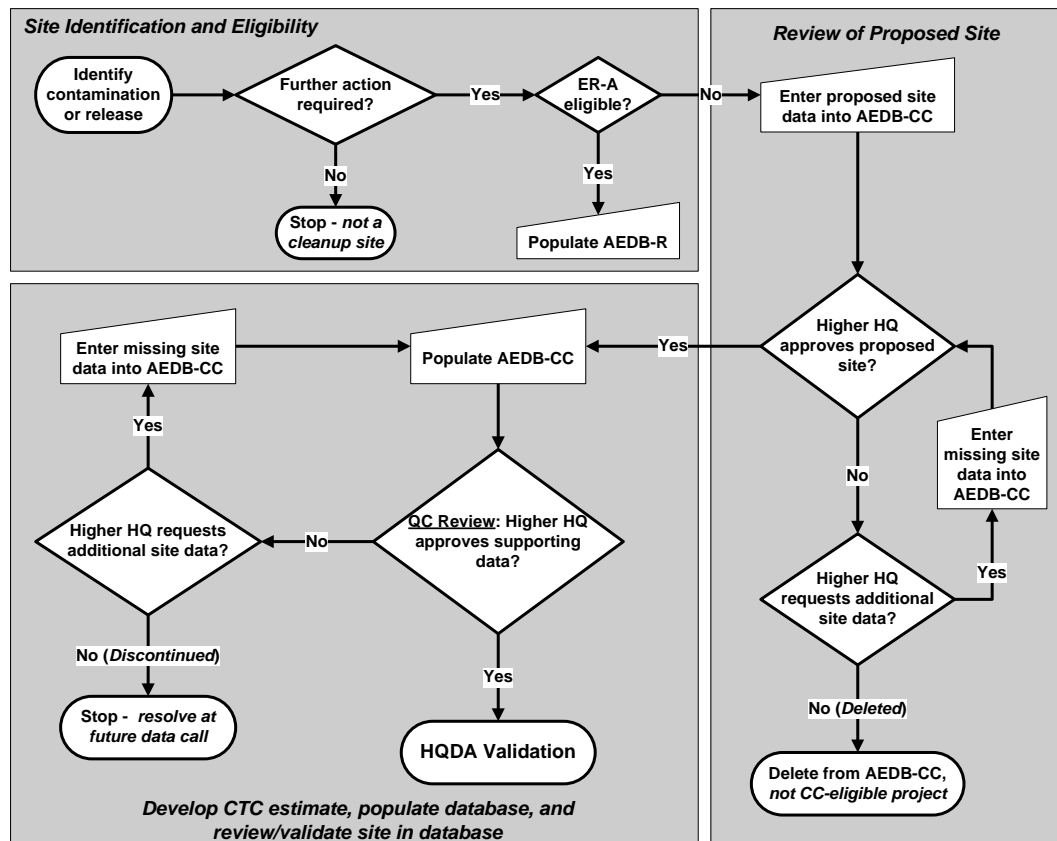 Site Identification and Eligibility
Identify
contamination
or release
Further action
required?
Yes
ER-A
eligible?
No
No
Stop - not a
cleanup site
Yes
Populate AEDB-R
Review of Proposed Site
Enter proposed site
data into AEDB-CC
Higher HQ
approves proposed
site?
Yes
No
Enter
missing site
data into
AEDB-CC
Higher HQ
requests additional
site data?
Yes
No (Deleted)
Delete from AEDB-CC,
not CC-eligible project
Enter missing site
data into AEDB-CC
Populate AEDB-CC
Yes
Higher HQ requests
additional site data?
No
QC Review: Higher HQ
approves supporting
data?
No (Discontinued)
Yes
Stop - resolve at
future data call
HQDA Validation
Develop CTC estimate, populate database, and
review/validate site in database